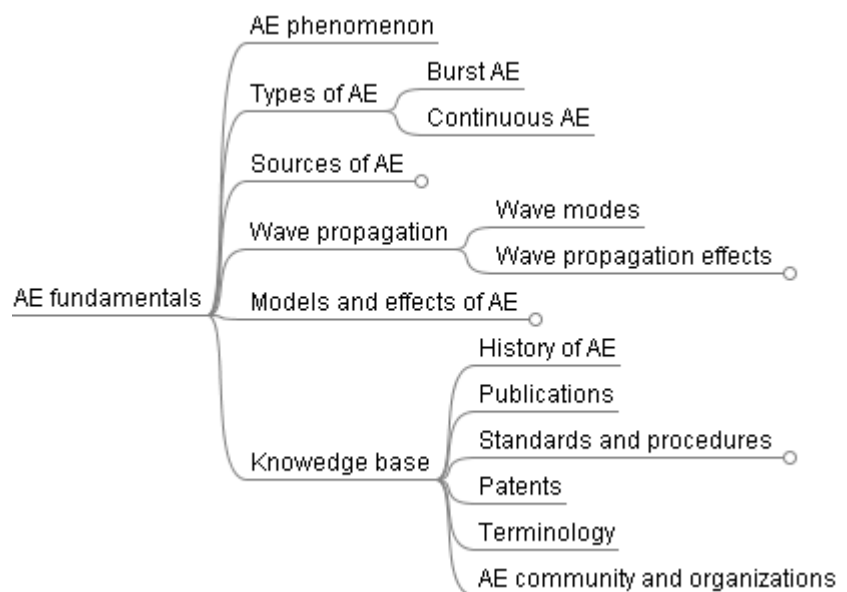 AE phenomenon
Burst AE
Types of AE
Continuous AE
Sources of AE
Wave modes
Wave propagation
Wave propagation effects
AE fundamentals
Models and effects of AE
History of AE
Publications
Standards and procedures
Knowedge base
Patents
Terminology
AE community and organizations